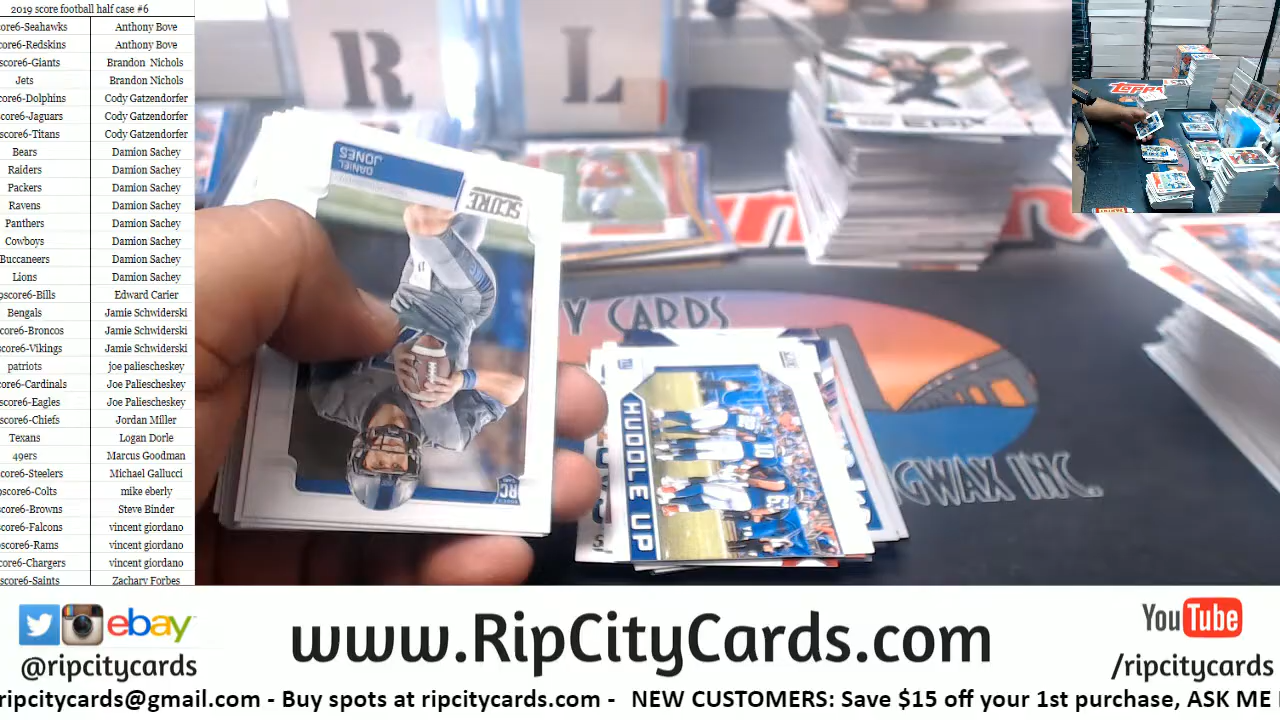 2019 score football half case #6
ore6-Seahawks Anthony Bove
ore6-Redskins Anthony Bove
core6-Giants Brandon Nichols
Jets Brandon Nichols
core6-Dolphins Cody Gatzendorfer
core6-Jaguars Cody Gatzendorfer
score6-Titans Cody Gatzendorfer
Bears Damion Sachey
Raiders Damion Sachey
Packers Damion Sachey
Ravens Damion Sachey
Panthers Damion Sachey
Cowboys Damion Sachey
Buccaneers Damion Sachey
Lions Damion Sachey
9score6-Bills Edward Carier
Bengals Jamie Schwiderski
core6-Broncos Jamie Schwiderski
core6-Vikings Jamie Schwiderski
patriots joe paliescheskey
core6-Cardinals Joe Paliescheskey
score6-Eagles Joe Paliescheskey
score6-Chiefs Jordan Miller
Texans Logan Dorle
49ers Marcus Goodman
core6-Steelers Michael Gallucci
9score6-Colts mike eberly
core6-Browns Steve Binder
core6-Falcons vincent giordano
score6-Rams vincent giordano
core6-Chargers vincent giordano
score6-Saints Zachary Forbes
R L
DANIEL JONES
SCORE
RC
HUDDLE UP
Y CARDS
GWAX INC.
Topps
ebay
@ripcitycards
www.RipCityCards.com
YouTube
/ripcitycards
ripcitycards@gmail.com - Buy spots at ripcitycards.com - NEW CUSTOMERS: Save $15 off your 1st purchase, ASK ME